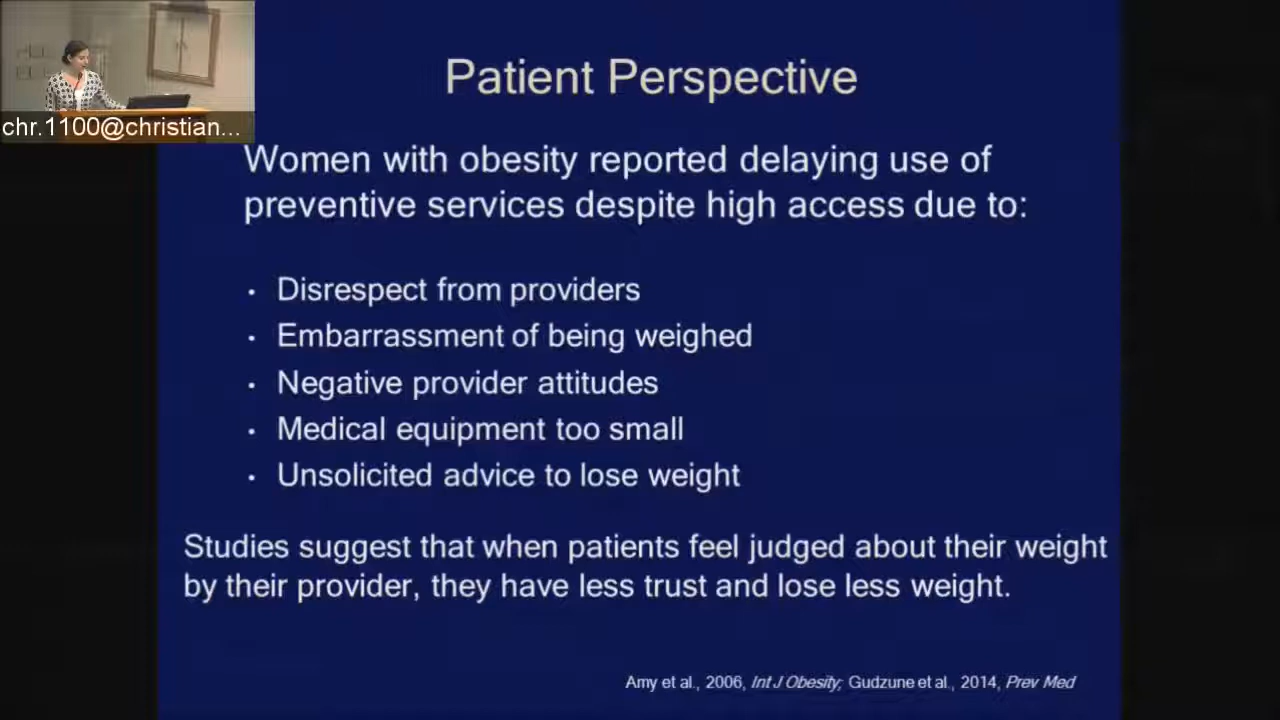 Patient Perspective
chr.1100@christian...
Women with obesity reported delaying use of
preventive services despite high access due to:
• Disrespect from providers
• Embarrassment of being weighed
• Negative provider attitudes
• Medical equipment too small
• Unsolicited advice to lose weight
Studies suggest that when patients feel judged about their weight
by their provider, they have less trust and lose less weight.
Amy et al., 2006, Int J Obesity; Gudzune et al., 2014, Prev Med